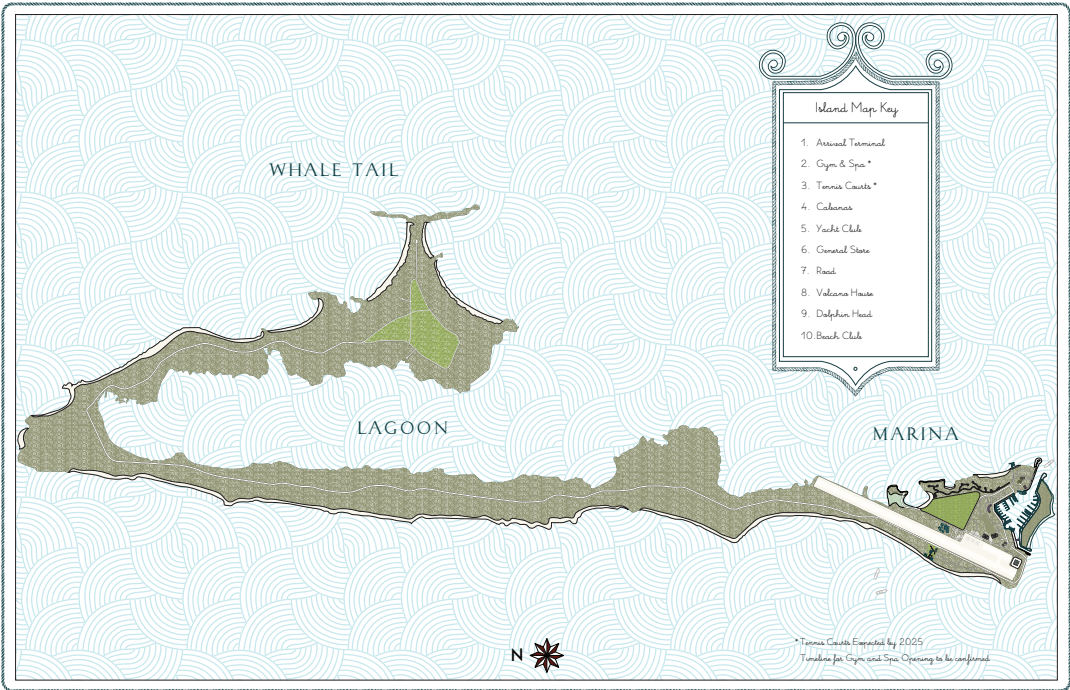 WHALE TAIL
Island Map Key
1. Arrival Terminal
2. Gym & Spa *
3. Tennis Courts *
4. Cabanas
5. Yacht Club
6. General Store
7. Road
8. Volcano House
9. Dolphin Head
10. Beach Club
LAGOON
MARINA
N
* Tennis Courts Expected by 2025
Timeline for Gym and Spa Opening to be confirmed